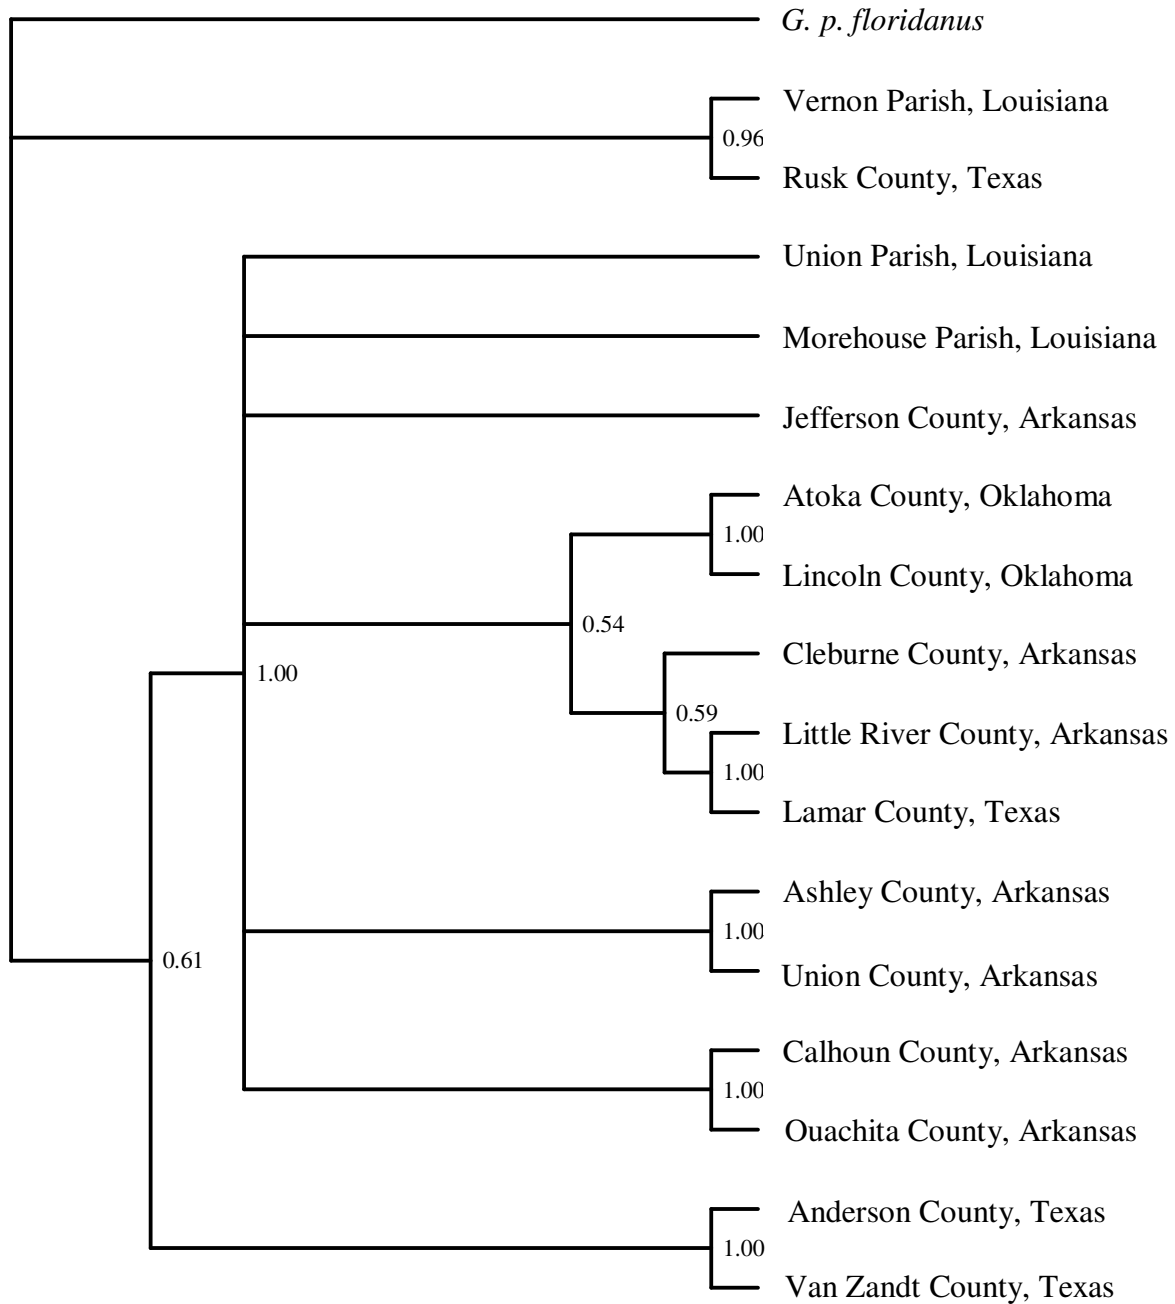 G. p. floridanus
Vernon Parish, Louisiana
0.96
Rusk County, Texas
Union Parish, Louisiana
Morehouse Parish, Louisiana
Jefferson County, Arkansas
Atoka County, Oklahoma
1.00
Lincoln County, Oklahoma
0.54
Cleburne County, Arkansas
1.00
0.59
Little River County, Arkansas
1.00
Lamar County, Texas
Ashley County, Arkansas
1.00
0.61
Union County, Arkansas
Calhoun County, Arkansas
1.00
Ouachita County, Arkansas
Anderson County, Texas
1.00
Van Zandt County, Texas